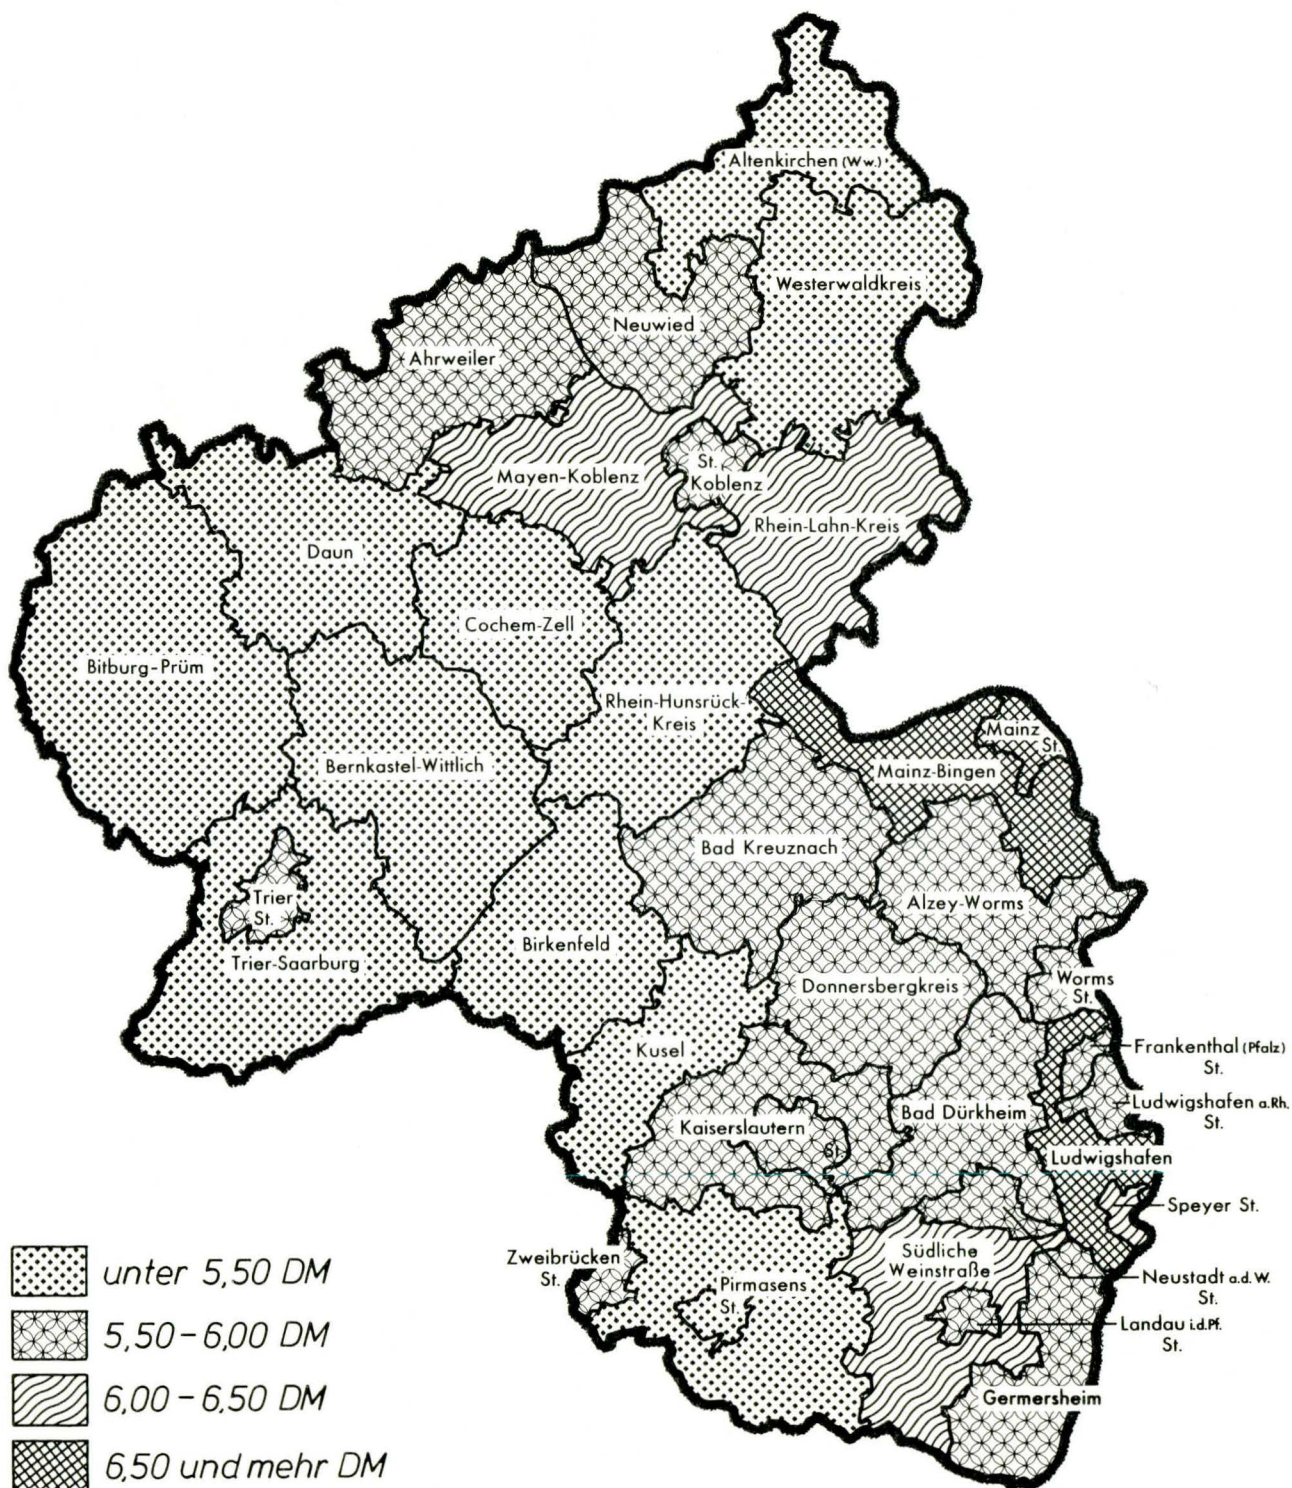 Altenkirchen (Ww.)
Westerwaldkreis
Neuwied
Ahrweiler
St.
Koblenz
Mayen-Koblenz
Rhein-Lahn-Kreis
Daun
Cochem-Zell
Bitburg-Prüm
Rhein-Hunsrück-
Kreis
Mainz
St.
Bernkastel-Wittlich
Mainz-Bingen
Bad Kreuznach
Trier
St.
Alzey-Worms
Birkenfeld
Trier-Saarburg
Donnersbergkreis
Worms
St.
Kusel
Frankenthal (Pfalz)
St.
Ludwigshafen a.Rh.
St.
Bad Dürkheim
Kaiserslautern
St.
Ludwigshafen
Speyer St.
Zweibrücken
St.
Südliche
Weinstraße
Pirmasens
St.
Neustadt a.d.W.
St.
Landau i.d.Pf.
St.
Germersheim
unter 5,50 DM
5,50 - 6,00 DM
6,00 - 6,50 DM
6,50 und mehr DM